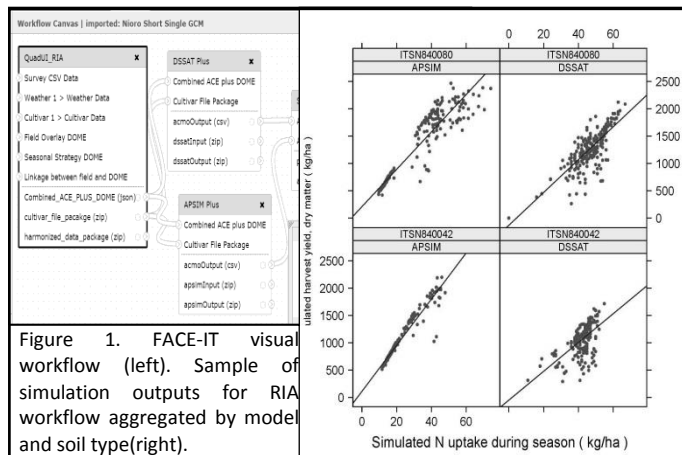 Workflow Canvas | imported: Nioro Short Single GCM
QuadUI_RIA x
Survey CSV Data
Weather 1 > Weather Data
Cultivar 1 > Cultivar Data
Field Overlay DOME
Seasonal Strategy DOME
Linkage between field and DOME
Combined_ACE_PLUS_DOME (json)
cultivar_file_pacakge (zip)
harmonized_data_package (zip)
DSSAT Plus x
Combined ACE plus DOME
Cultivar File Package
acmoOutput (csv)
dssatInput (zip)
dssatOutput (zip)
APSIM Plus x
Combined ACE plus DOME
Cultivar File Package
acmoOutput (csv)
apsimInput (zip)
apsimOutput (zip)
Figure 1. FACE-IT visual
workflow (left). Sample of
simulation outputs for RIA
workflow aggregated by model
and soil type(right).
0 20 40 60
ITSN840080 ITSN840080
APSIM DSSAT
2500
2000
1500
1000
500
0
ITSN840042 ITSN840042
APSIM DSSAT
2500
2000
1500
1000
500
0
0 20 40 60
ulated harvest yield, dry matter (kg/ha)
Simulated N uptake during season ( kg/ha )